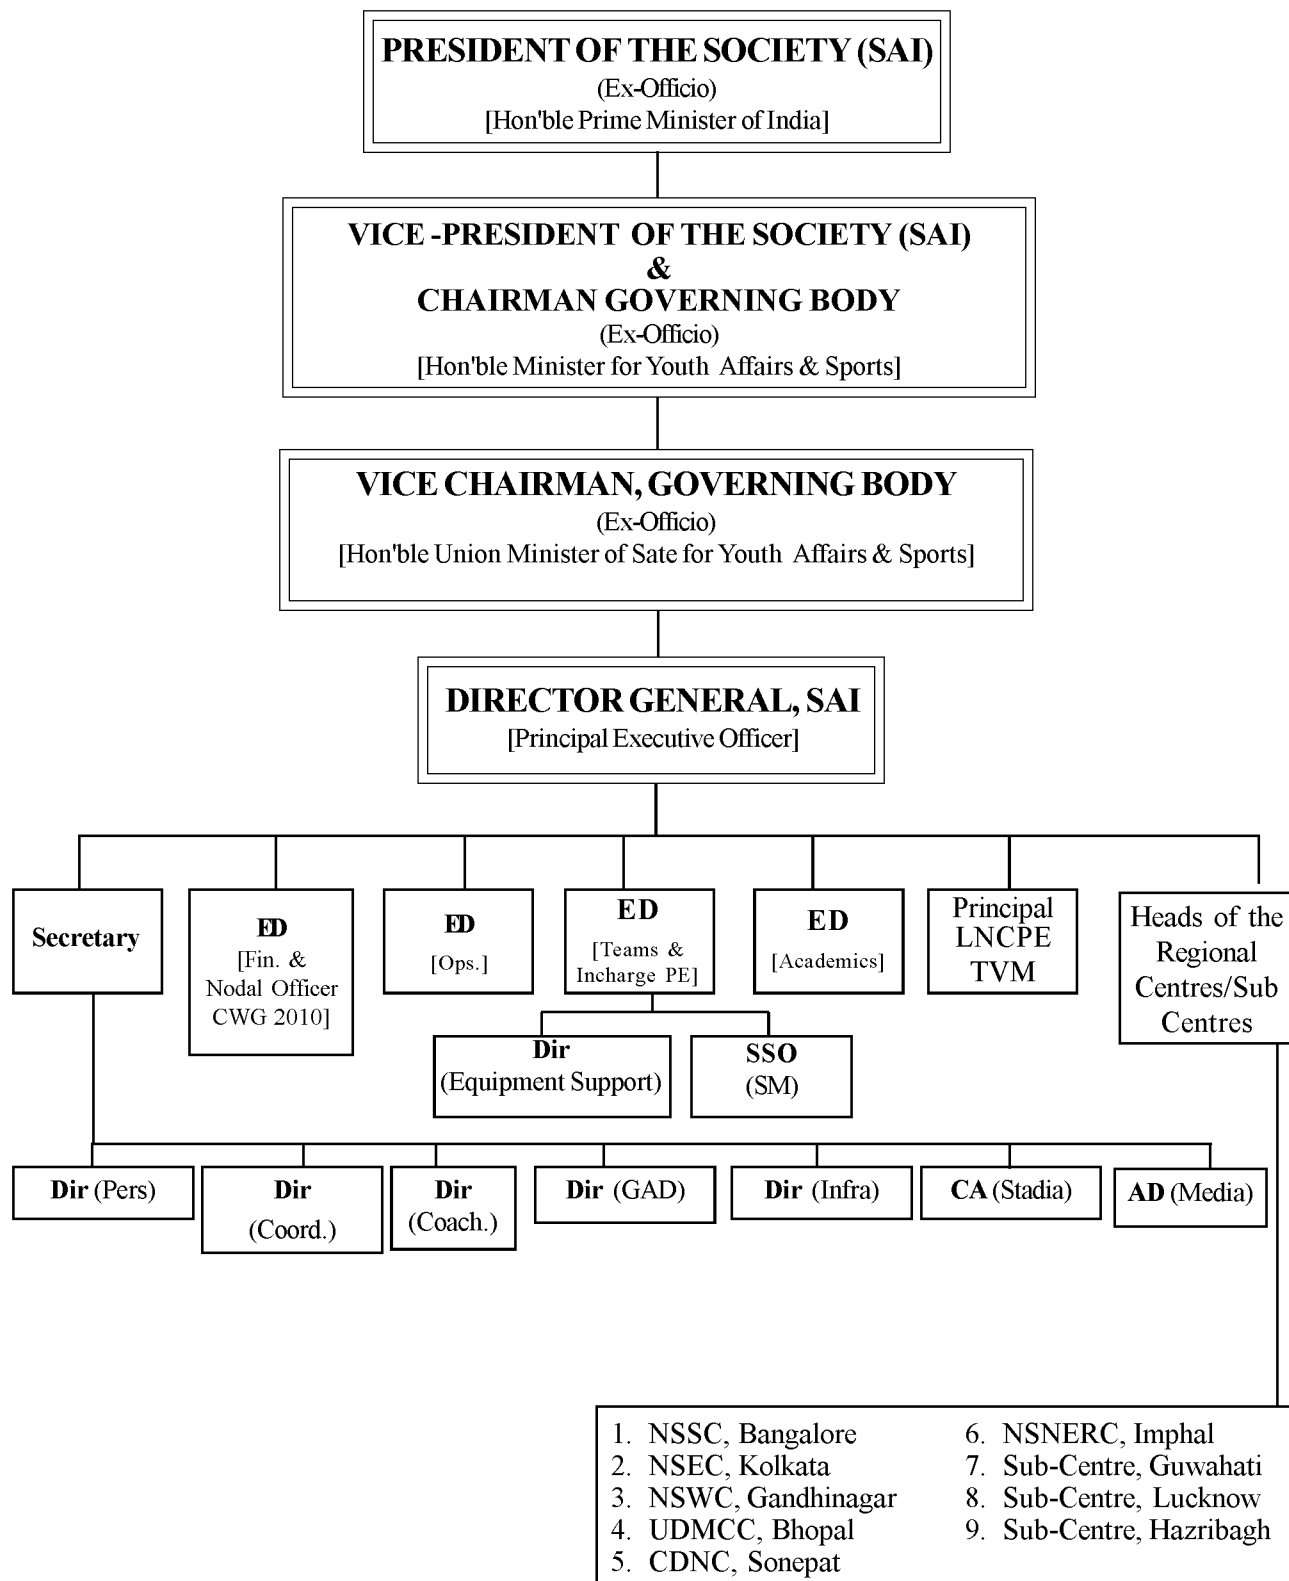 PRESIDENT OF THE SOCIETY (SAI)
(Ex-Officio)
[Hon'ble Prime Minister of India]
VICE -PRESIDENT OF THE SOCIETY (SAI)
&
CHAIRMAN GOVERNING BODY
(Ex-Officio)
[Hon'ble Minister for Youth Affairs & Sports]
VICE CHAIRMAN, GOVERNING BODY
(Ex-Officio)
[Hon'ble Union Minister of Sate for Youth Affairs & Sports]
DIRECTOR GENERAL, SAI
[Principal Executive Officer]
Secretary
ED
[Fin. &
Nodal Officer
CWG 2010]
ED
[Ops.]
ED
[Teams &
Incharge PE]
ED
[Academics]
Principal
LNCPE
TVM
Heads of the
Regional
Centres/Sub
Centres
Dir
(Equipment Support)
SSO
(SM)
Dir (Pers)
Dir
(Coord.)
Dir
(Coach.)
Dir (GAD)
Dir (Infra)
CA (Stadia)
AD (Media)
1. NSSC, Bangalore
2. NSEC, Kolkata
3. NSWC, Gandhinagar
4. UDMCC, Bhopal
5. CDNC, Sonepat
6. NSNERC, Imphal
7. Sub-Centre, Guwahati
8. Sub-Centre, Lucknow
9. Sub-Centre, Hazribagh